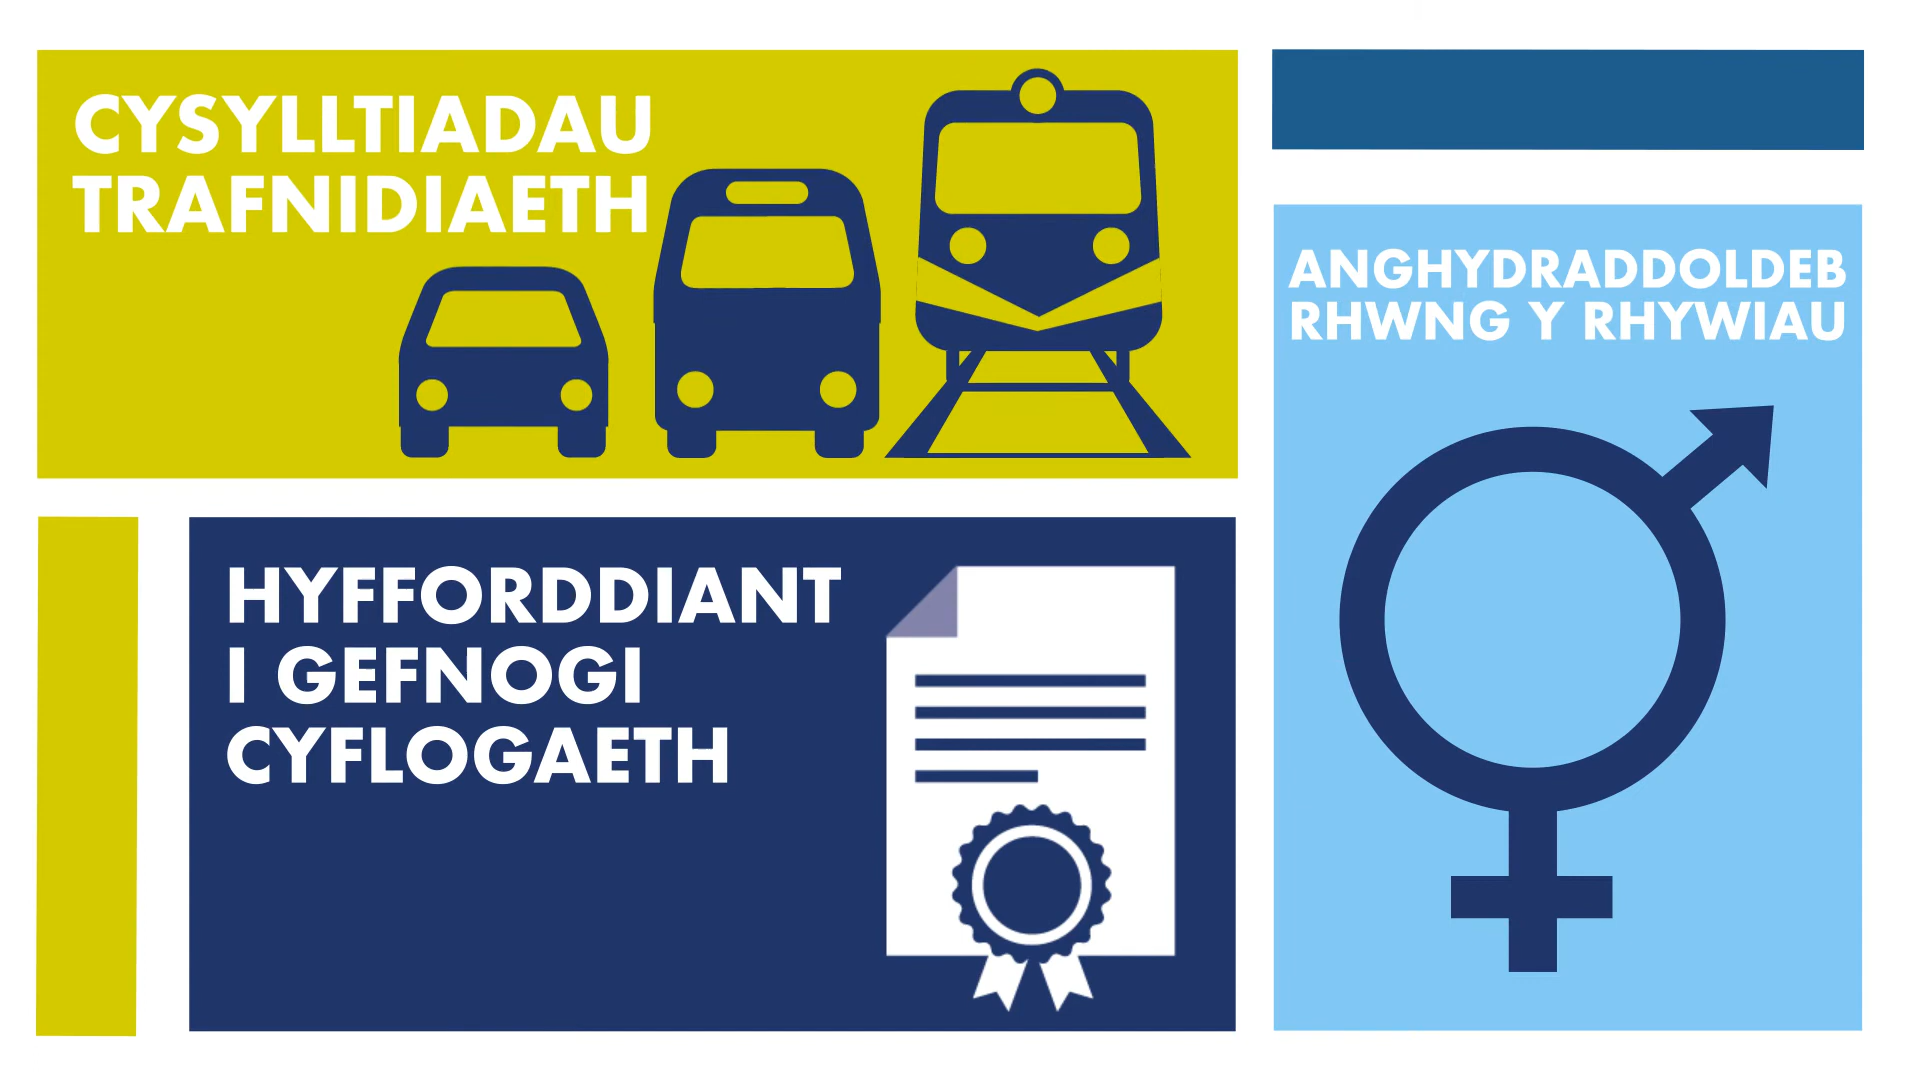 CYSYLLTIADAU
TRAFNIDIAETH
ANGHYDRADDOLDEB
RHWNG Y RHYWIAU
HYFFORDDIANT
I GEFNOGI
CYFLOGAETH